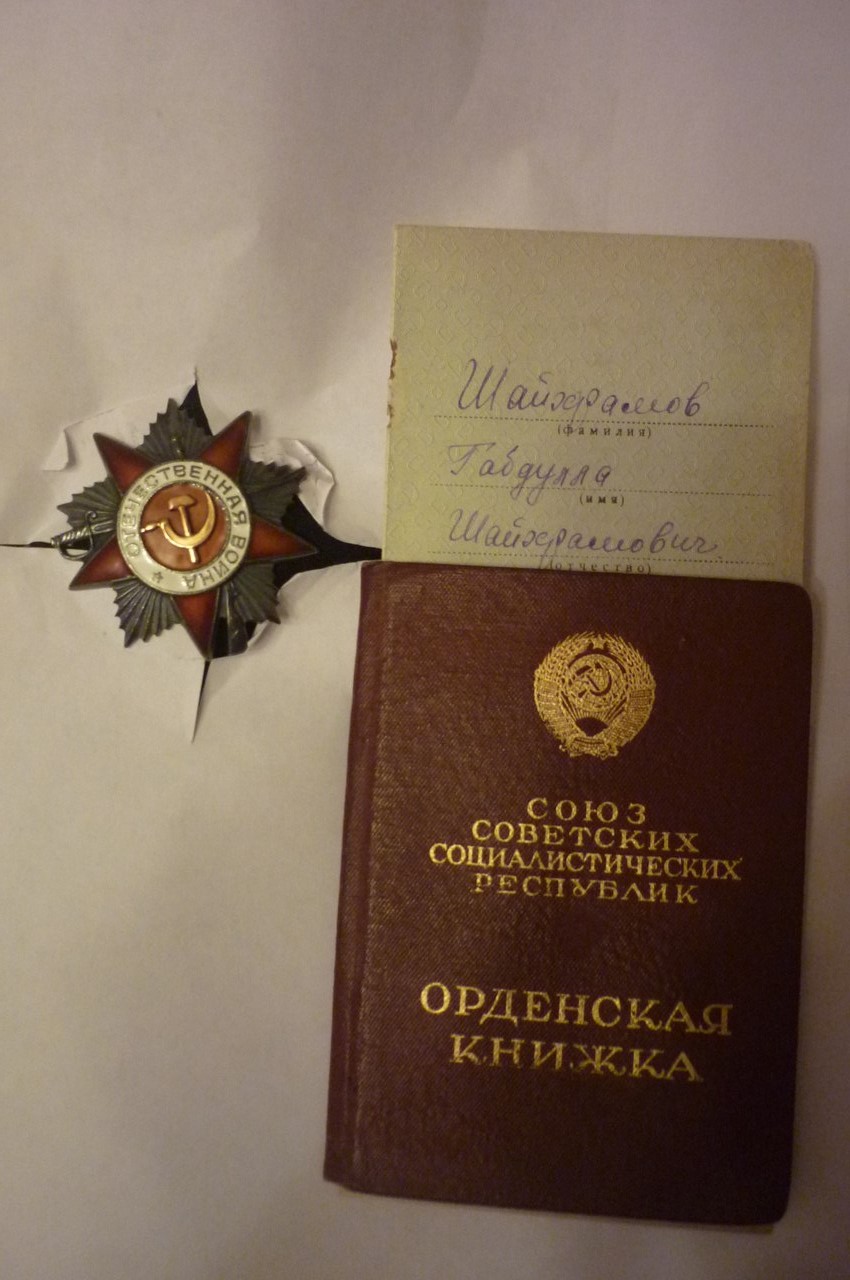 ОТЕЧЕСТВЕННАЯ ВОЙНА
Шайхрамов
(фамилия)
Габдулла
(имя)
Шайхрамович
(отчество)
СОЮЗ
СОВЕТСКИХ
СОЦИАЛИСТИЧЕСКИХ
РЕСПУБЛИК
ОРДЕНСКАЯ
КНИЖКА